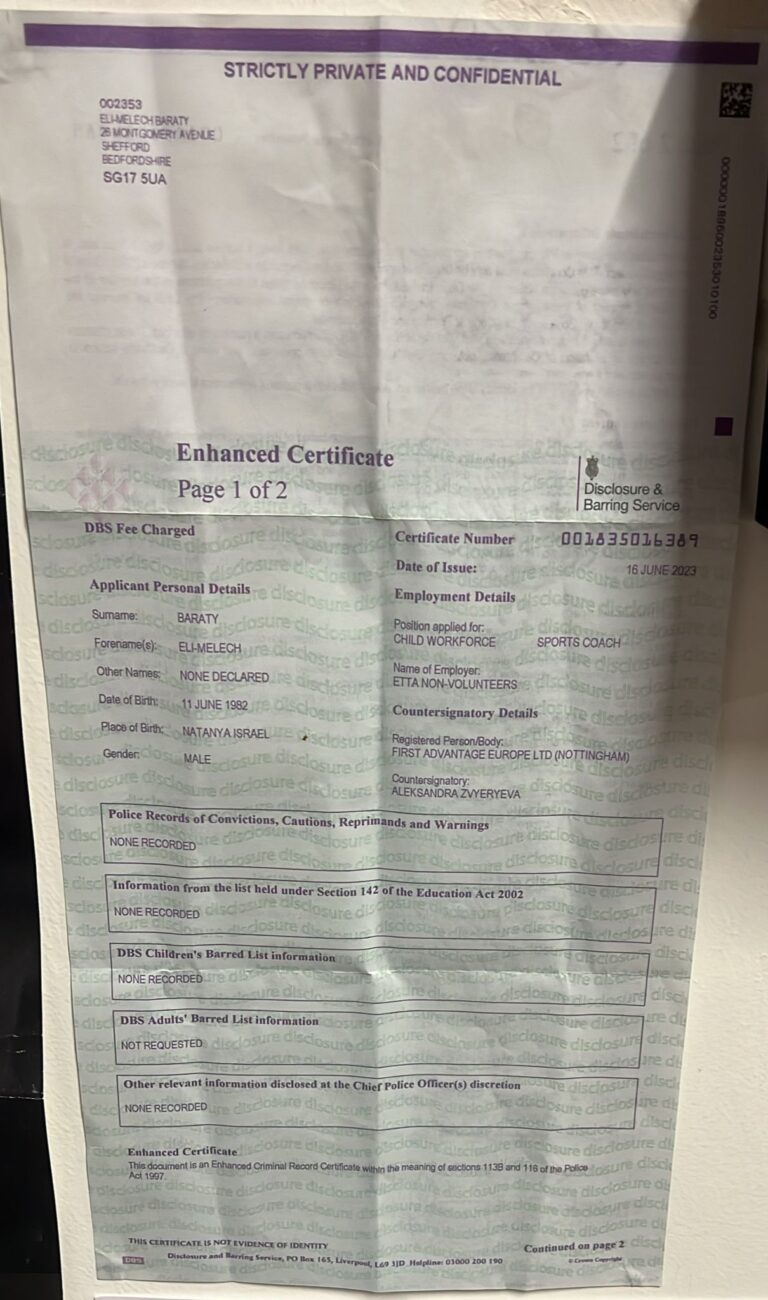 STRICTLY PRIVATE AND CONFIDENTIAL
002353
ELI-MELECH BARATY
26 MONTGOMERY AVENUE
SHEFFORD
BEDFORDSHIRE
SG17 5UA
Enhanced Certificate
Page 1 of 2
Disclosure &
Barring Service
DBS Fee Charged
Certificate Number 001835016389
Date of Issue: 16 JUNE 2023
Applicant Personal Details
Surname: BARATY
Forename(s): ELI-MELECH
Other Names: NONE DECLARED
Date of Birth: 11 JUNE 1982
Place of Birth: NATANYA ISRAEL
Gender: MALE
Employment Details
Position applied for:
CHILD WORKFORCE SPORTS COACH
Name of Employer:
ETTA NON-VOLUNTEERS
Countersignatory Details
Registered Person/Body:
FIRST ADVANTAGE EUROPE LTD (NOTTINGHAM)
Countersignatory:
ALEKSANDRA ZVYERYEVA
Police Records of Convictions, Cautions, Reprimands and Warnings
NONE RECORDED
Information from the list held under Section 142 of the Education Act 2002
NONE RECORDED
DBS Children's Barred List information
NONE RECORDED
DBS Adults' Barred List information
NOT REQUESTED
Other relevant information disclosed at the Chief Police Officer(s) discretion
NONE RECORDED
Enhanced Certificate
This document is an Enhanced Criminal Record Certificate within the meaning of sections 113B and 116 of the Police
Act 1997.
THIS CERTIFICATE IS NOT EVIDENCE OF IDENTITY
Continued on page 2
DBS
Disclosure and Barring Service, PO Box 165, Liverpool, L69 3JD Helpline: 03000 200 190
© Crown Copyright